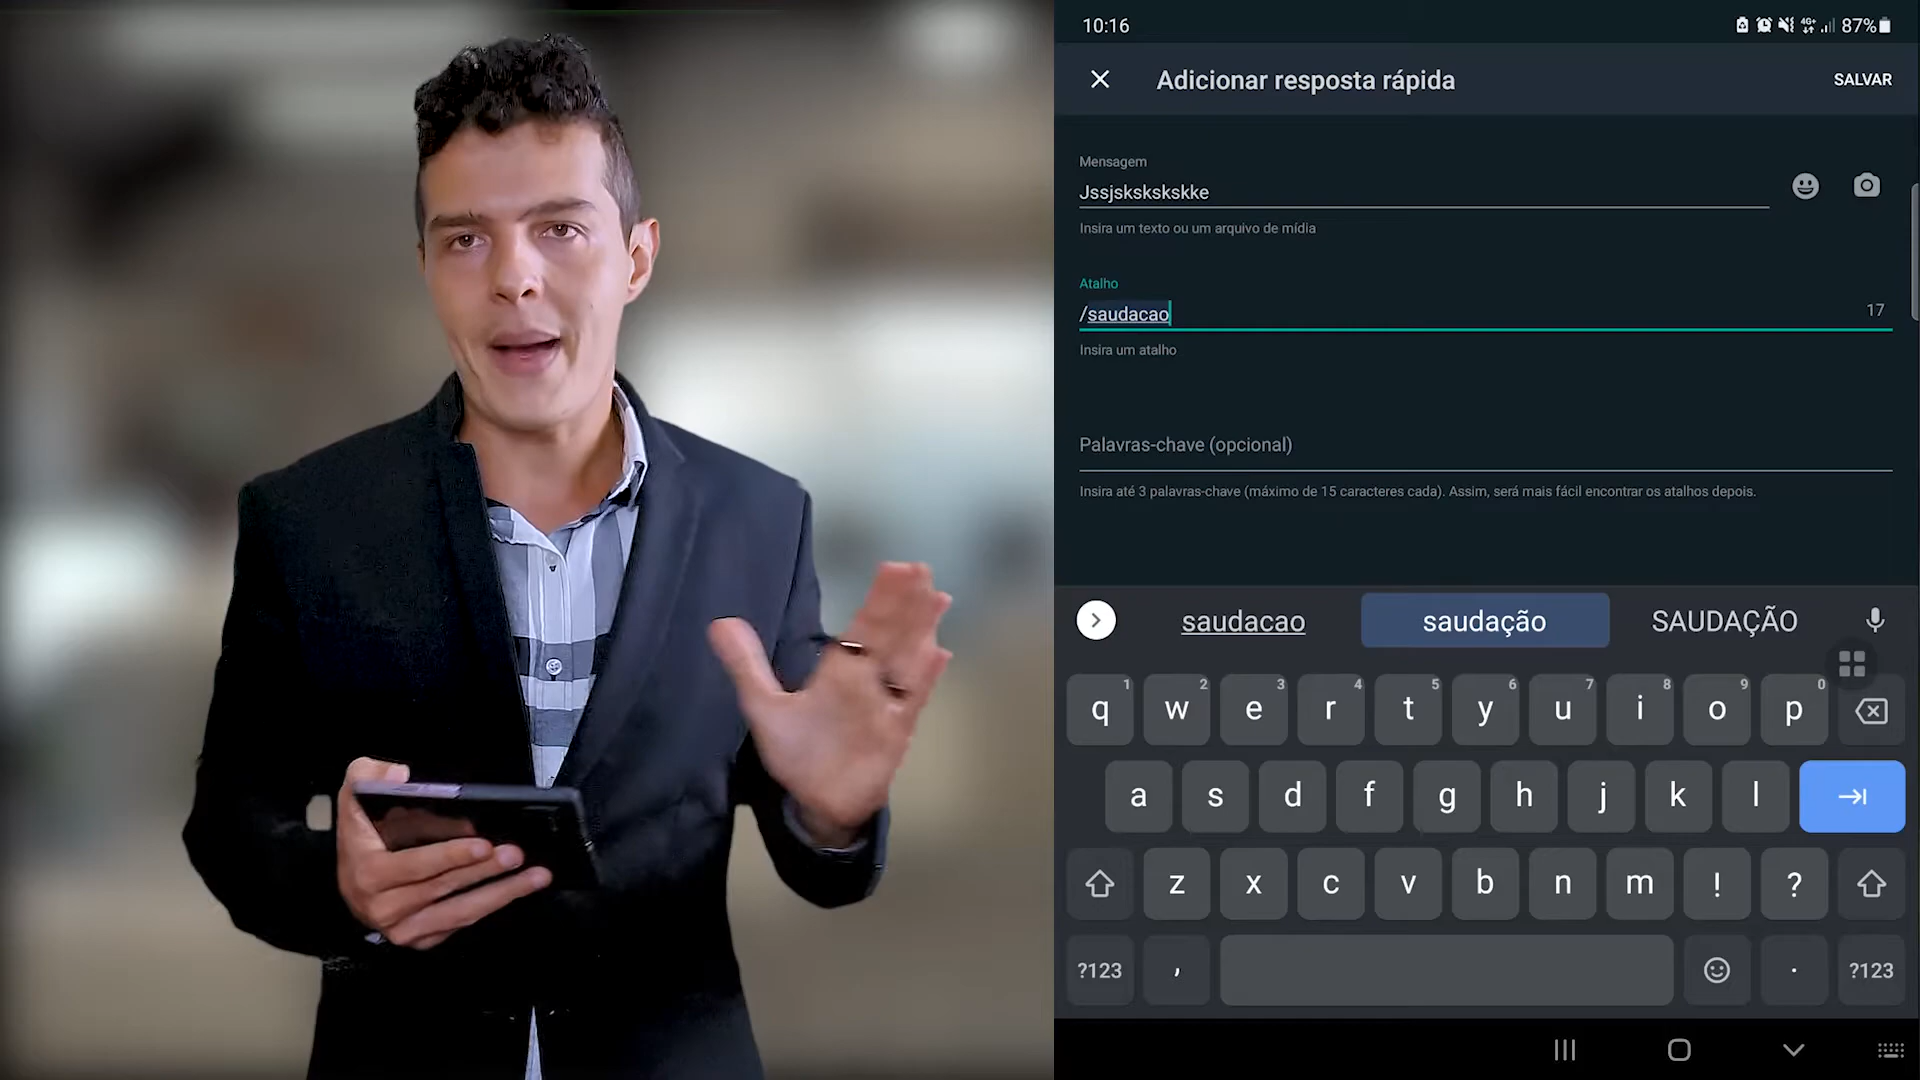 10:16
4G+ 87%
Adicionar resposta rápida
SALVAR
Mensagem
Jssjskskskskke
Insira um texto ou um arquivo de mídia
Atalho
/saudacao
17
Insira um atalho
Palavras-chave (opcional)
Insira até 3 palavras-chave (máximo de 15 caracteres cada). Assim, será mais fácil encontrar os atalhos depois.
saudacao saudação SAUDAÇÃO
1 2 3 4 5 6 7 8 9 0
q w e r t y u i o p
a s d f g h j k l
z x c v b n m ! ?
?123 , . ?123